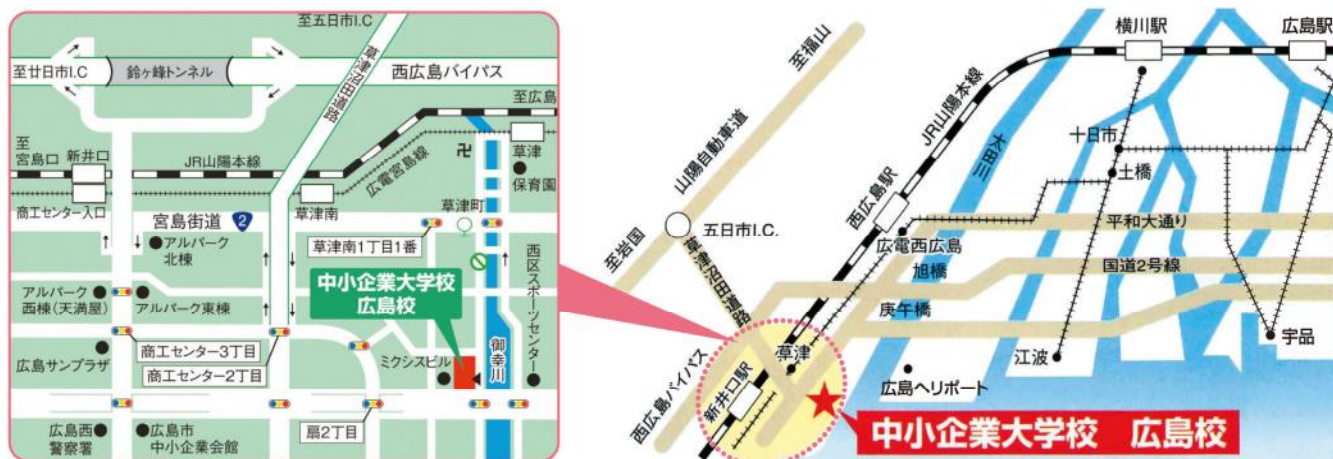 至五日市I.C
草津沼田道路
至廿日市I.C
鈴ヶ峰トンネル
西広島バイパス
至広島
至
宮島口
新井口
JR山陽本線
広電宮島線
卍
草津
保育園
商工センター入口
宮島街道
2
草津南
草津町
草津南1丁目1番
アルパーク
北棟
中小企業大学校
広島校
西区スポーツセンター
アルパーク
西棟(天満屋)
アルパーク東棟
商工センター3丁目
広島サンプラザ
商工センター2丁目
ミクシスビル
御幸川
広島西
警察署
広島市
中小企業会館
扇2丁目
横川駅
広島駅
至福山
JR山陽本線
太田川
十日市
山陽自動車道
土橋
西広島駅
五日市I.C.
平和大通り
至岩国
広電西広島
草津沼田道路
旭橋
国道2号線
庚午橋
宇品
草津
江波
西広島バイパス
新井口駅
広島ヘリポート
中小企業大学校 広島校